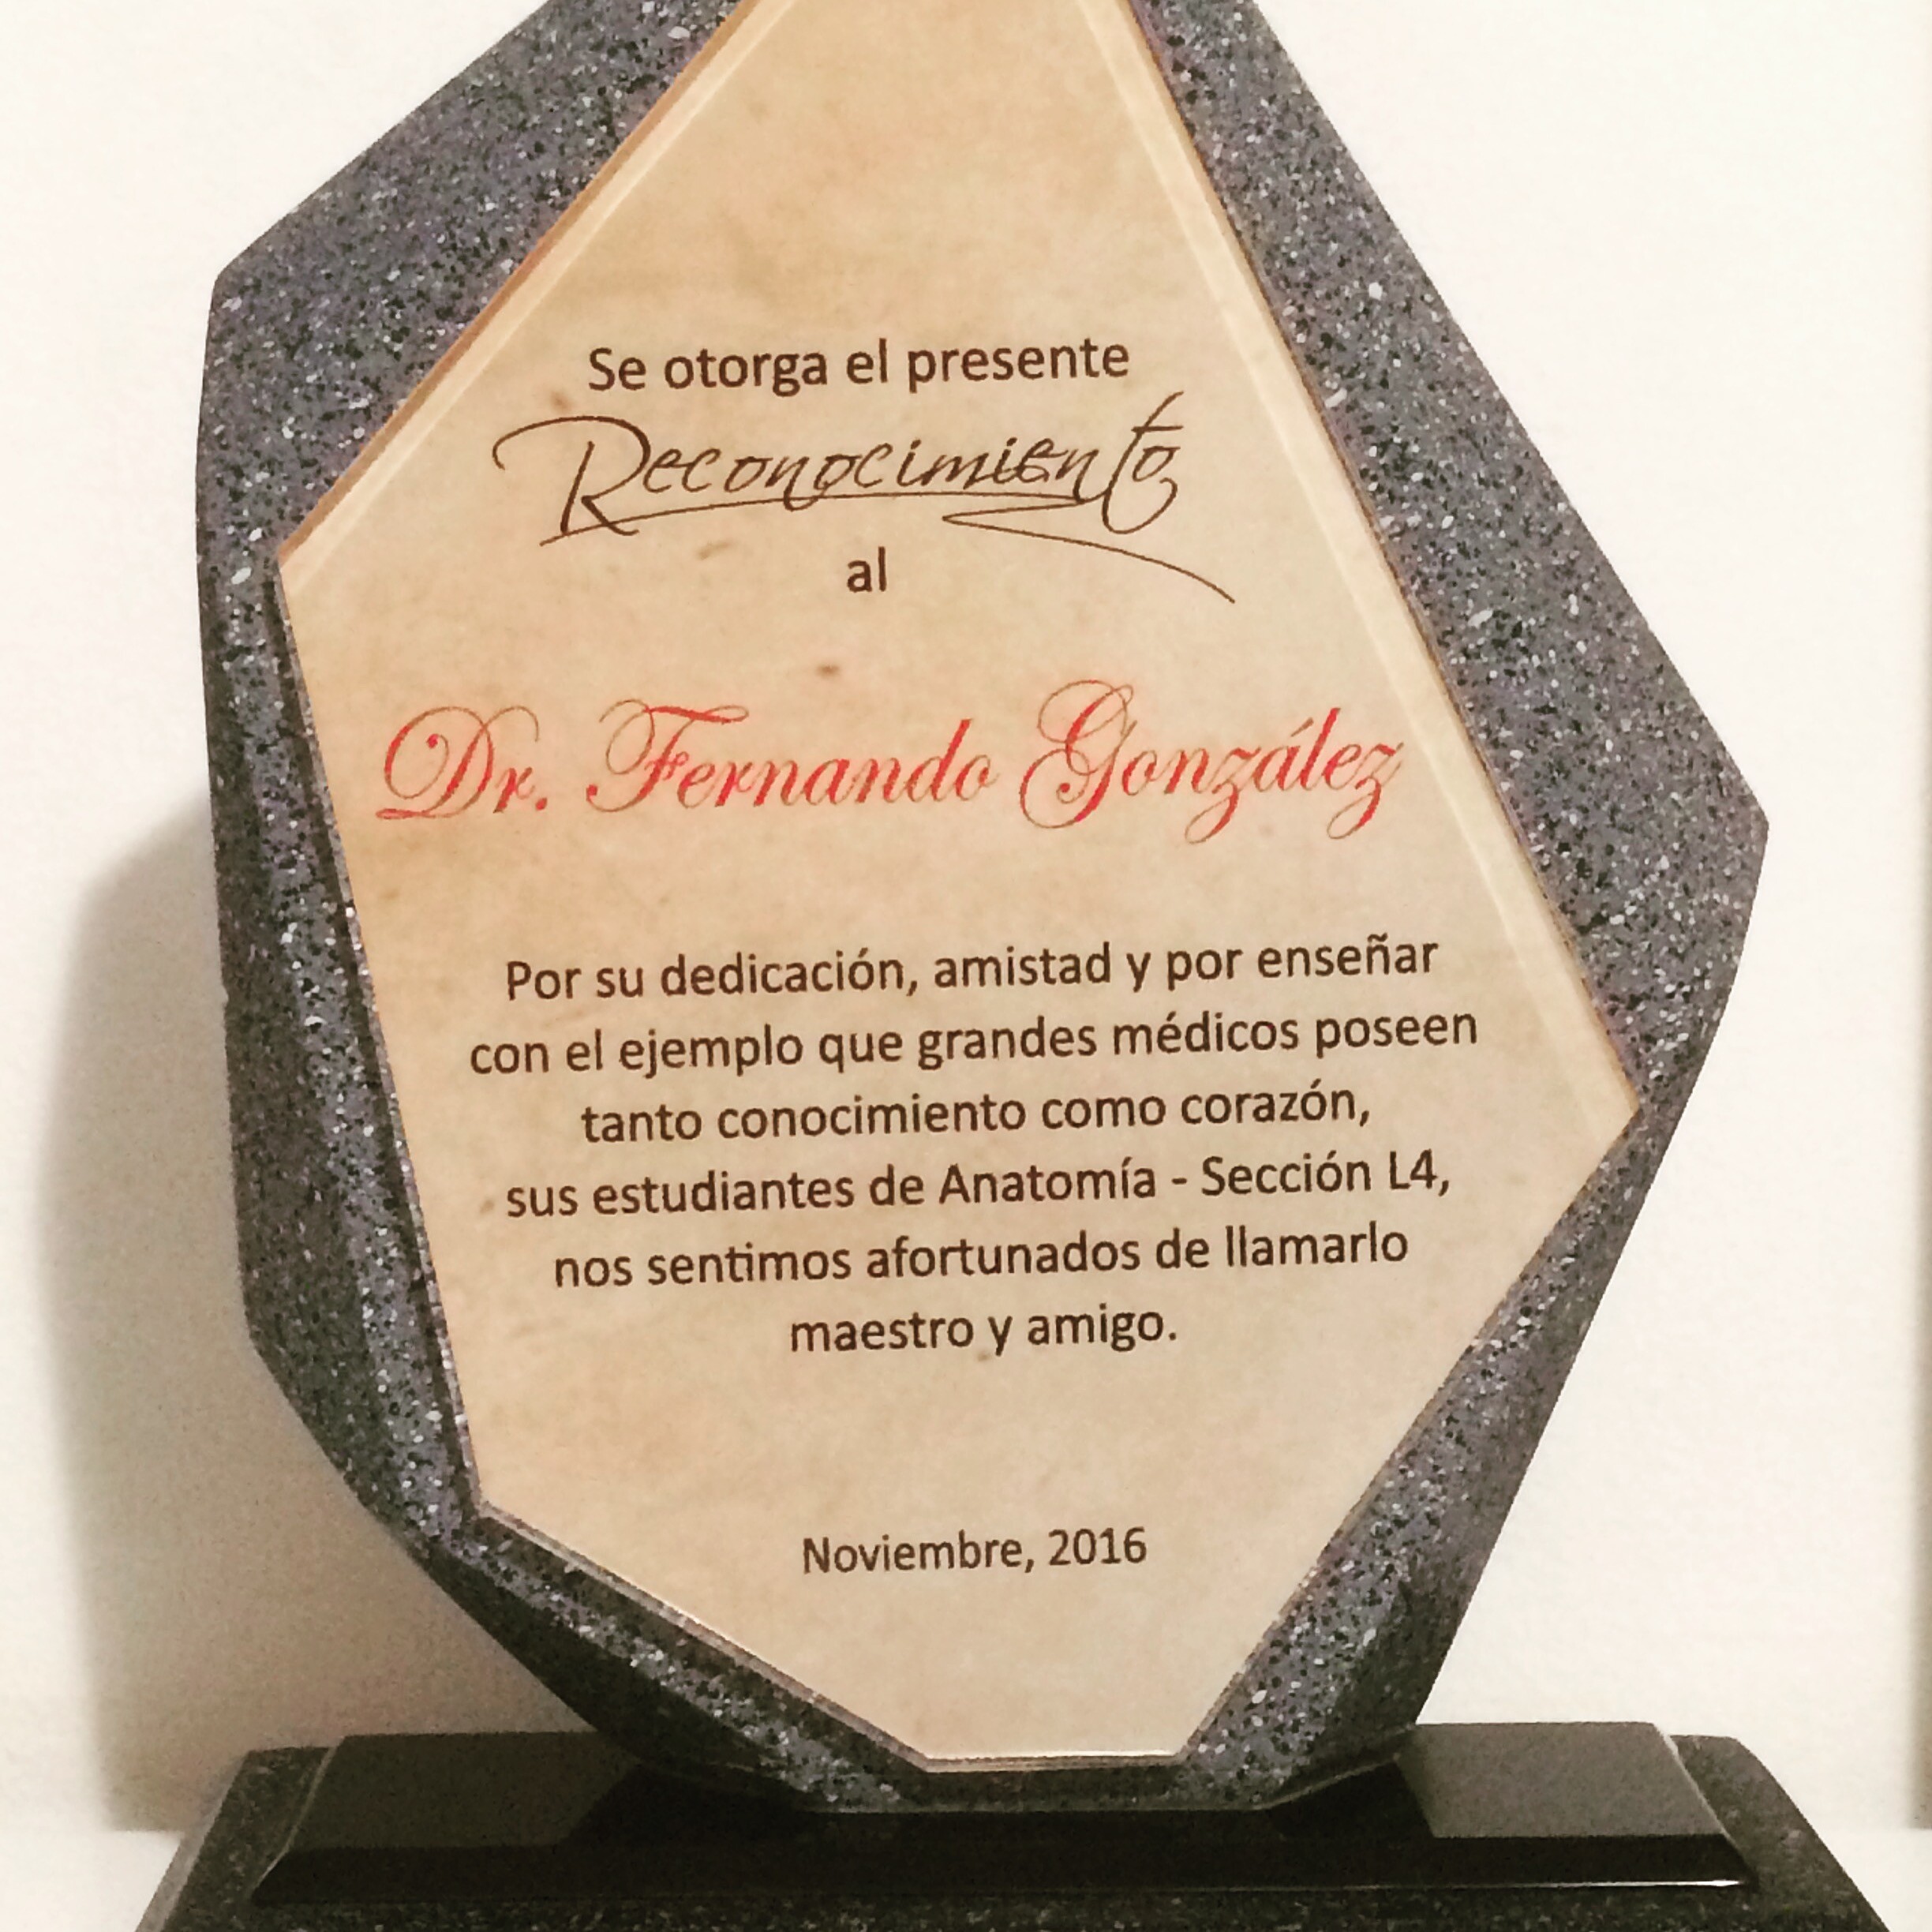 Se otorga el presente
Reconocimiento
al
Dr. Fernando González
Por su dedicación, amistad y por enseñar
con el ejemplo que grandes médicos poseen
tanto conocimiento como corazón,
sus estudiantes de Anatomía - Sección L4,
nos sentimos afortunados de llamarlo
maestro y amigo.
Noviembre, 2016